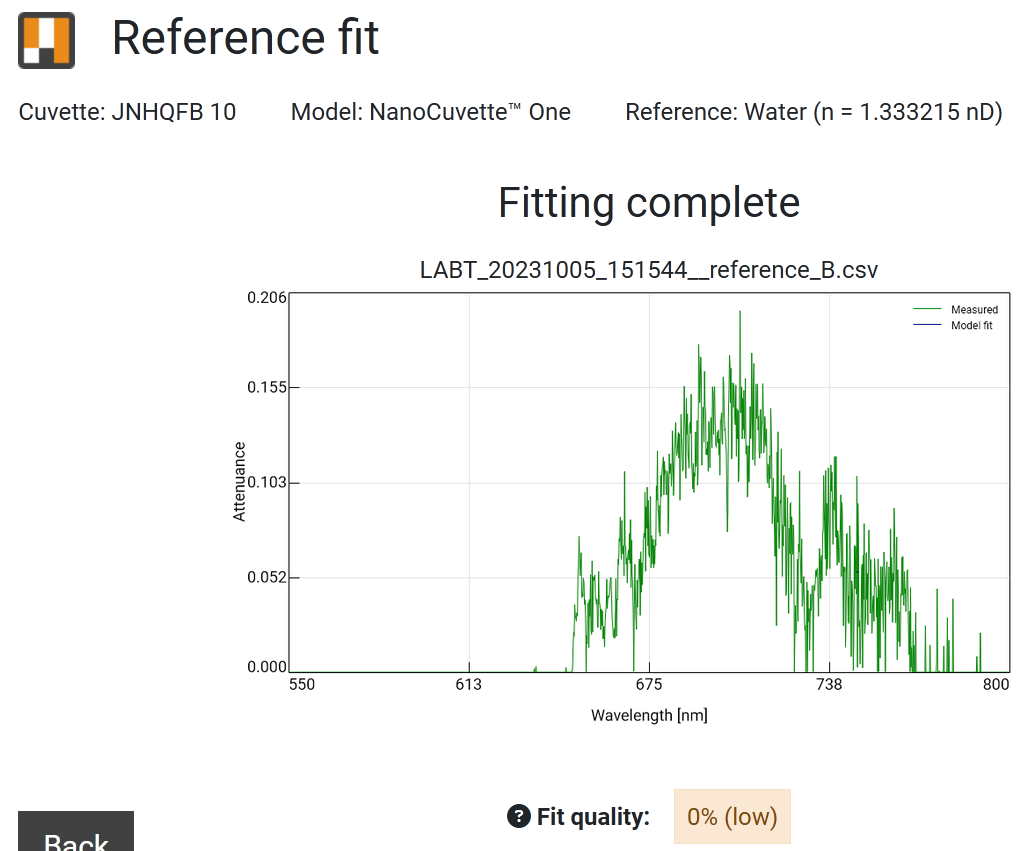 Reference fit
Cuvette: JNHQFB 10 Model: NanoCuvette™ One Reference: Water (n = 1.333215 nD)
Fitting complete
LABT_20231005_151544__reference_B.csv
0.206
0.155
0.103
0.052
0.000
Attenuance
Measured
Model fit
550 613 675 738 800
Wavelength [nm]
? Fit quality: 0% (low)
Back